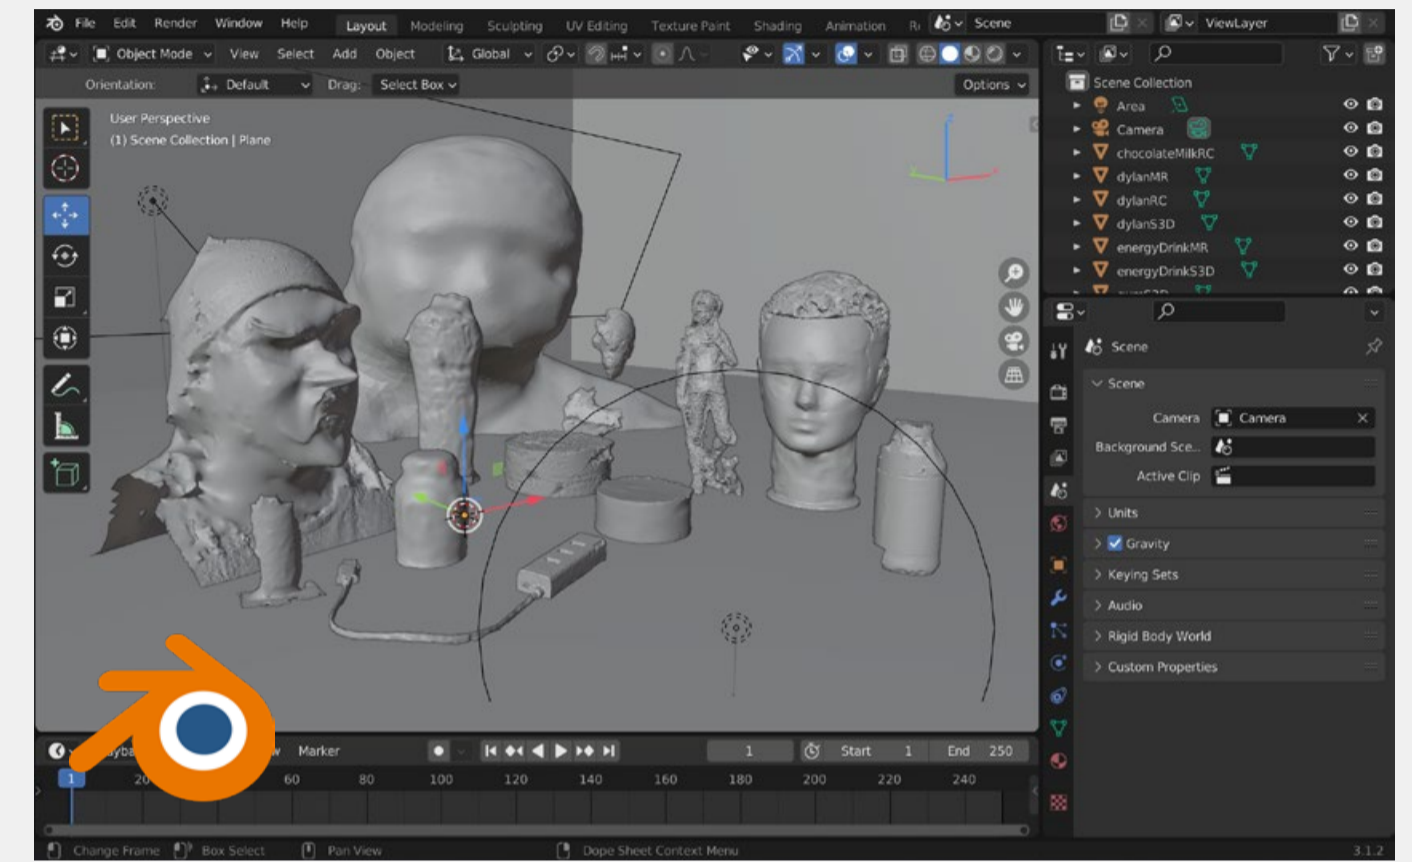 File Edit Render Window Help Layout Modeling Sculpting UV Editing Texture Paint Shading Animation Scene ViewLayer
Object Mode View Select Add Object Global
Orientation: Default Drag: Select Box Options
User Perspective
(1) Scene Collection | Plane
Scene Collection
Area
Camera
chocolateMilkRC
dylanMR
dylanRC
dylanS3D
energyDrinkMR
energyDrinkS3D
Scene
Scene
Camera Camera
Background Sce...
Active Clip
Units
Gravity
Keying Sets
Audio
Rigid Body World
Custom Properties
Marker 1 Start 1 End 250
1 20 60 80 100 120 140 160 180 200 220 240
Change Frame Box Select Pan View Dope Sheet Context Menu 3.1.2